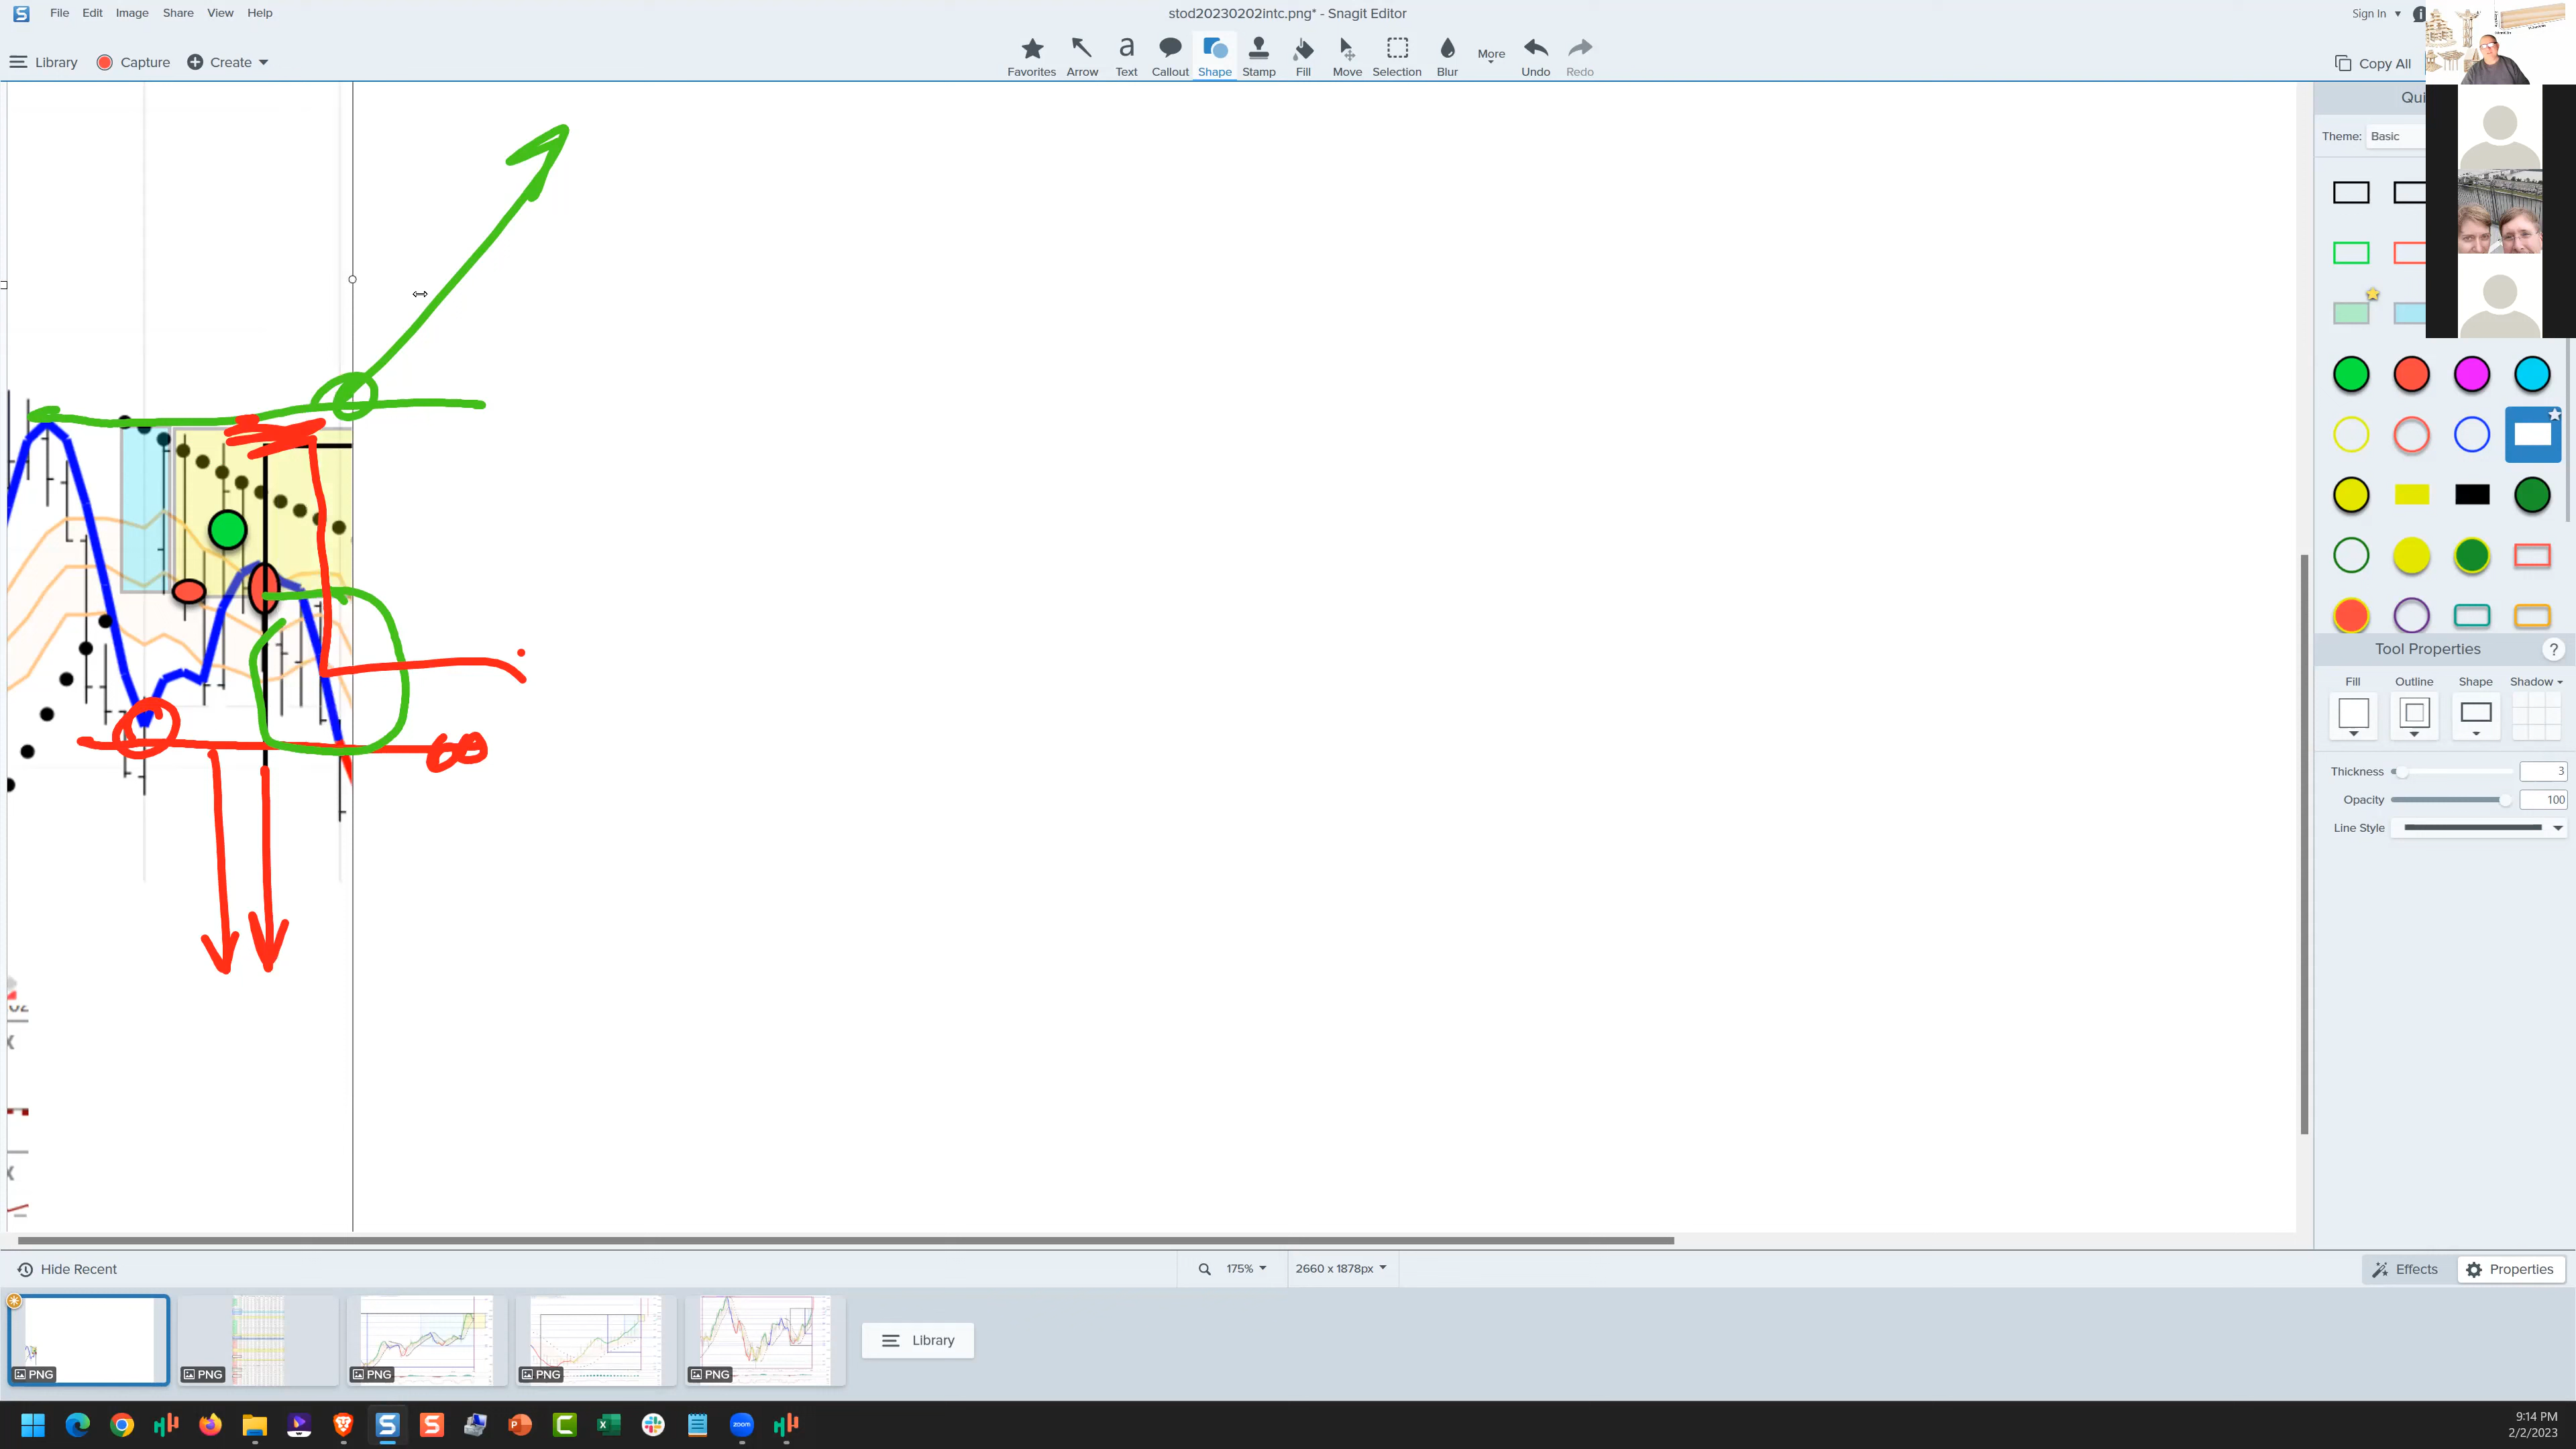 stod20230202intc.png* - Snagit Editor
File Edit Image Share View Help
Sign In
Library Capture Create
Favorites Arrow Text Callout Shape Stamp Fill Move Selection Blur More Undo Redo
Copy All
Qui
Theme: Basic
Tool Properties ?
Fill Outline Shape Shadow
Thickness 3
Opacity 100
Line Style
Hide Recent
175%
2660 x 1878px
Effects
Properties
PNG PNG PNG PNG PNG
Library
zoom
9:14 PM
2/2/2023